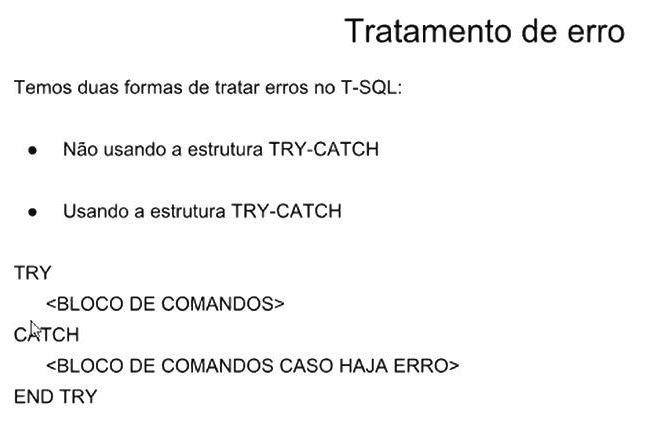 Tratamento de erro
Temos duas formas de tratar erros no T-SQL:
● Não usando a estrutura TRY-CATCH
● Usando a estrutura TRY-CATCH
TRY
<BLOCO DE COMANDOS>
CATCH
<BLOCO DE COMANDOS CASO HAJA ERRO>
END TRY